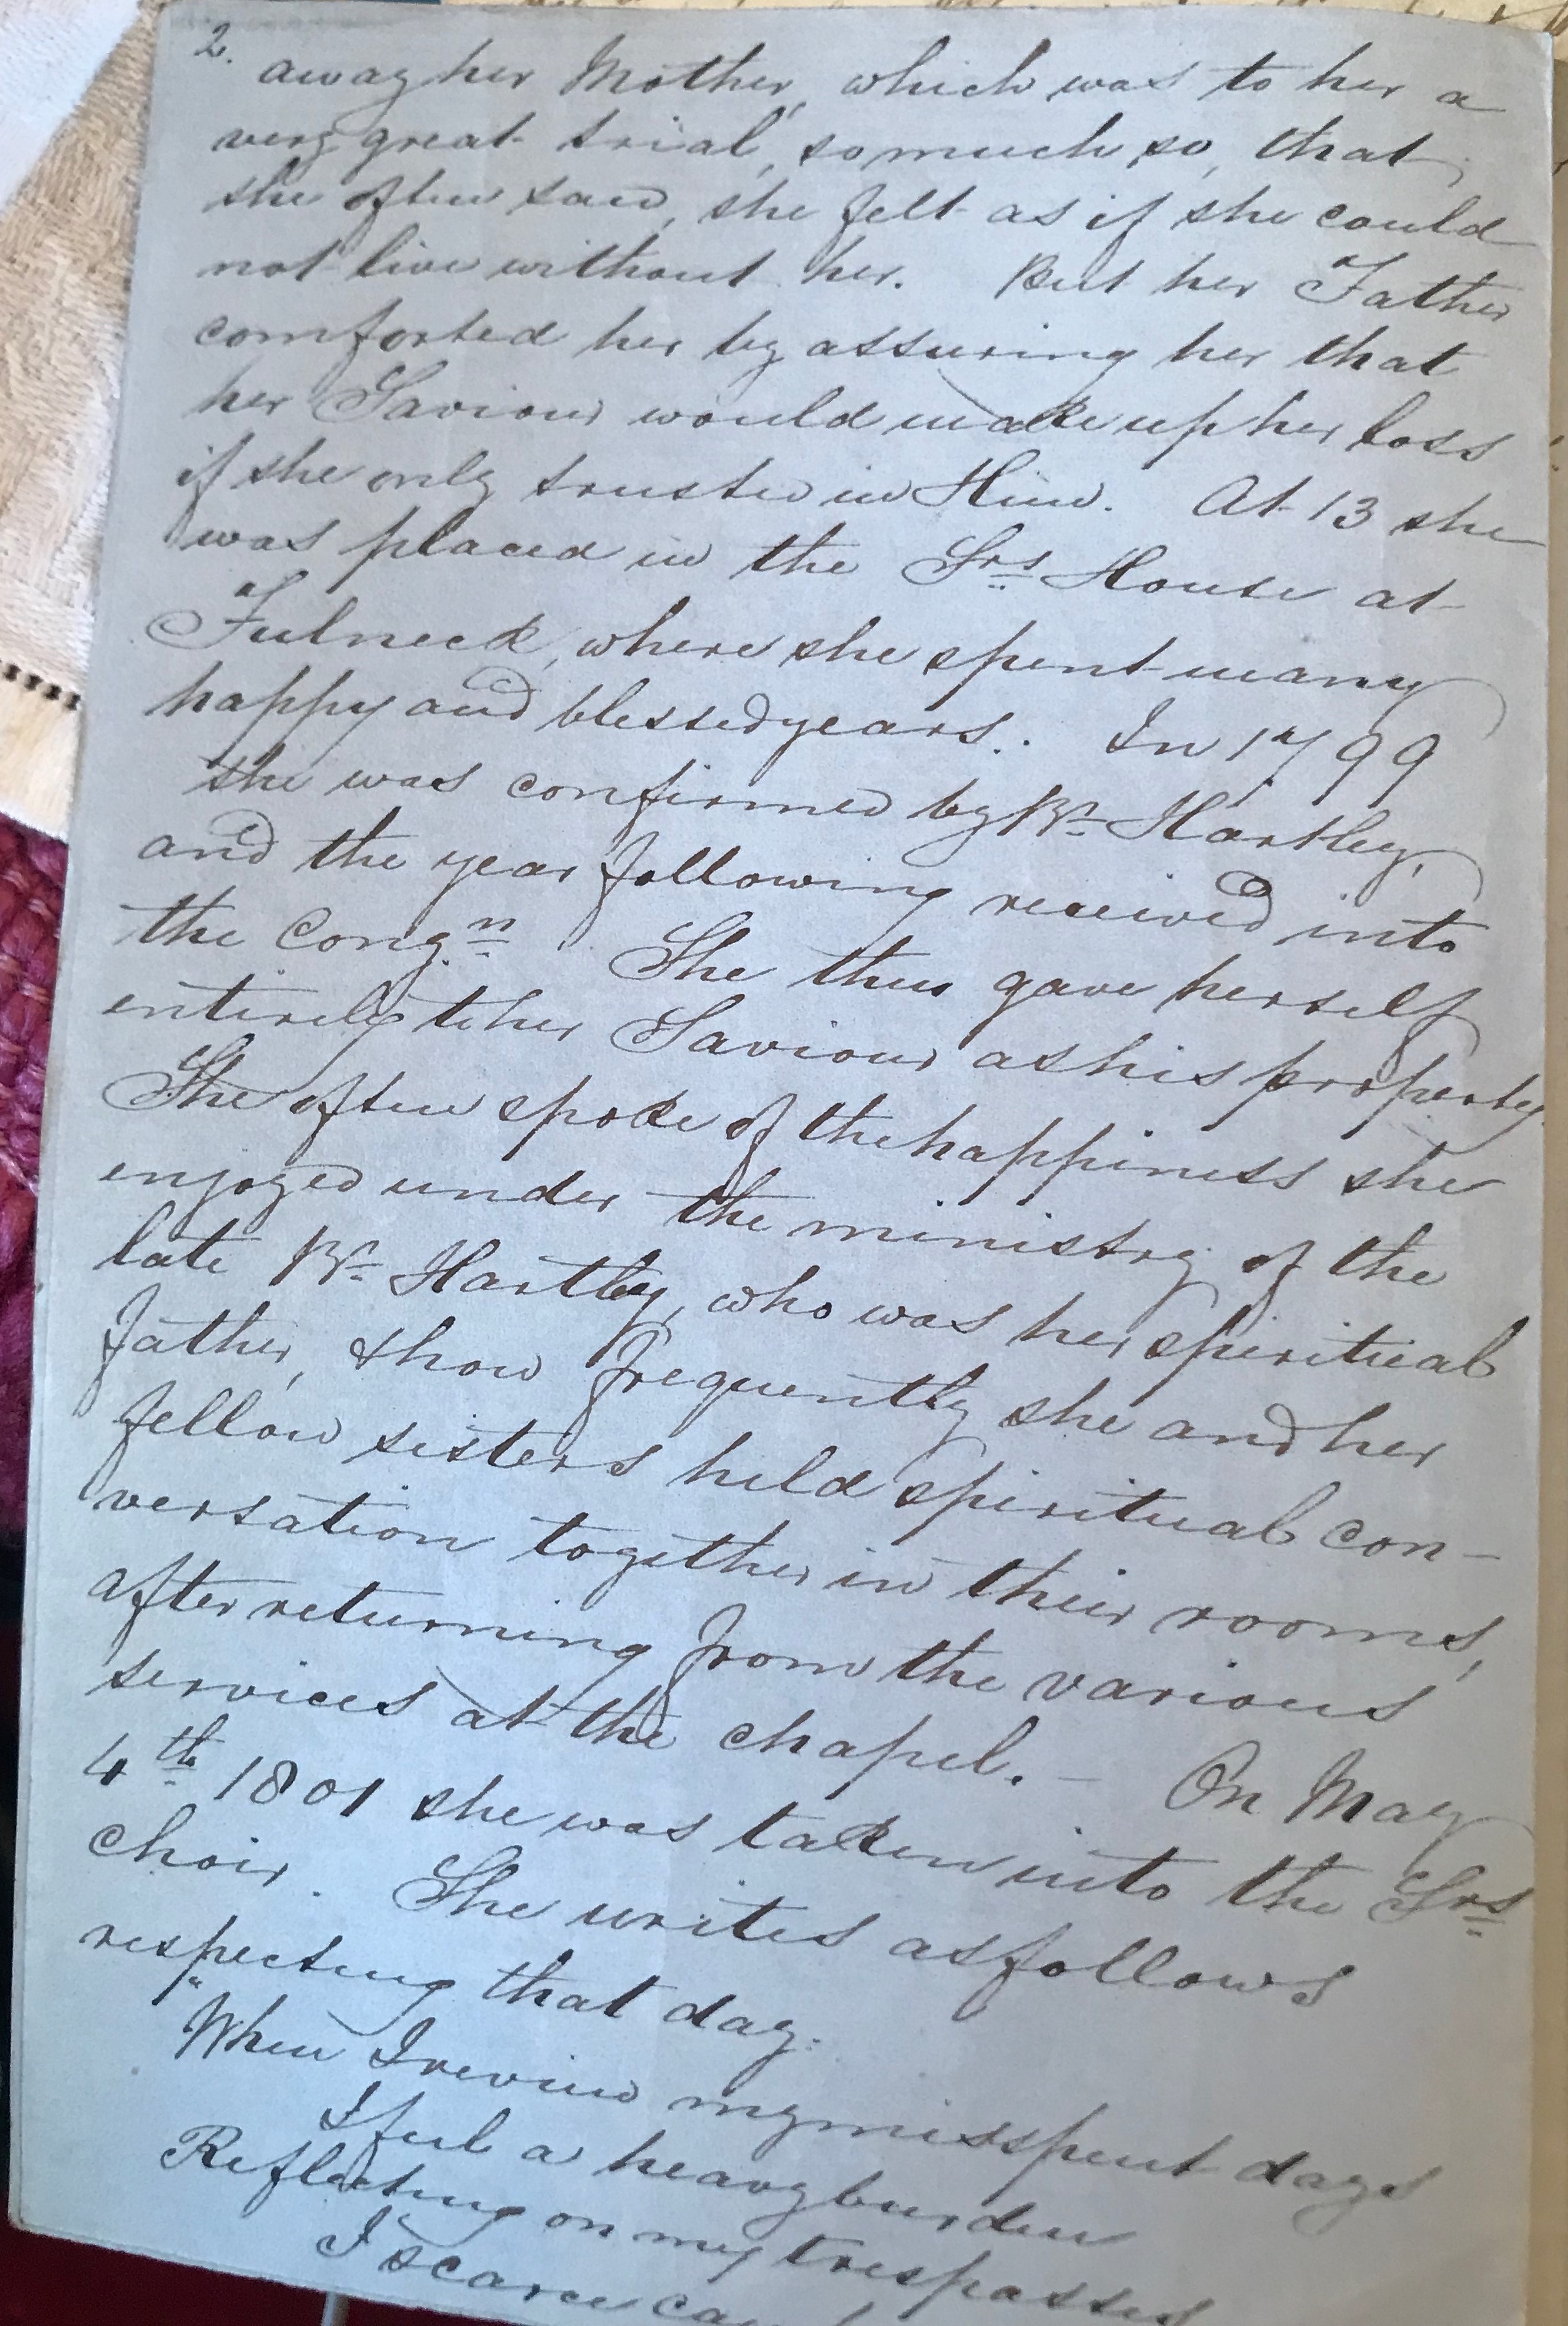 2.
away her Mother, which was to her a
very great trial, so much so, that
she often said, she felt as if she could
not live without her. But her Father
comforted her by assuring her that
her Saviour would make up her loss
if she only trusted in Him. At 13 she
was placed in the Srs House at
Fulneck, where she spent many
happy and blessed years. In 1799
she was confirmed by Br Hartley,
and the year following received into
the Congn. She thus gave herself
entirely to her Saviour as his property.
She often spoke of the happiness she
enjoyed under the ministry of the
late Br Hartley, who was her spiritual
father, & how frequently she and her
fellow sisters held spiritual con-
versation together in their rooms,
after returning from the various
services at the chapel. — On May
4th 1801 she was taken into the Srs
Choir. She writes as follows
respecting that day:
"When I review my misspent days
I feel a heavy burden
Reflecting on my trespasses
I scarce